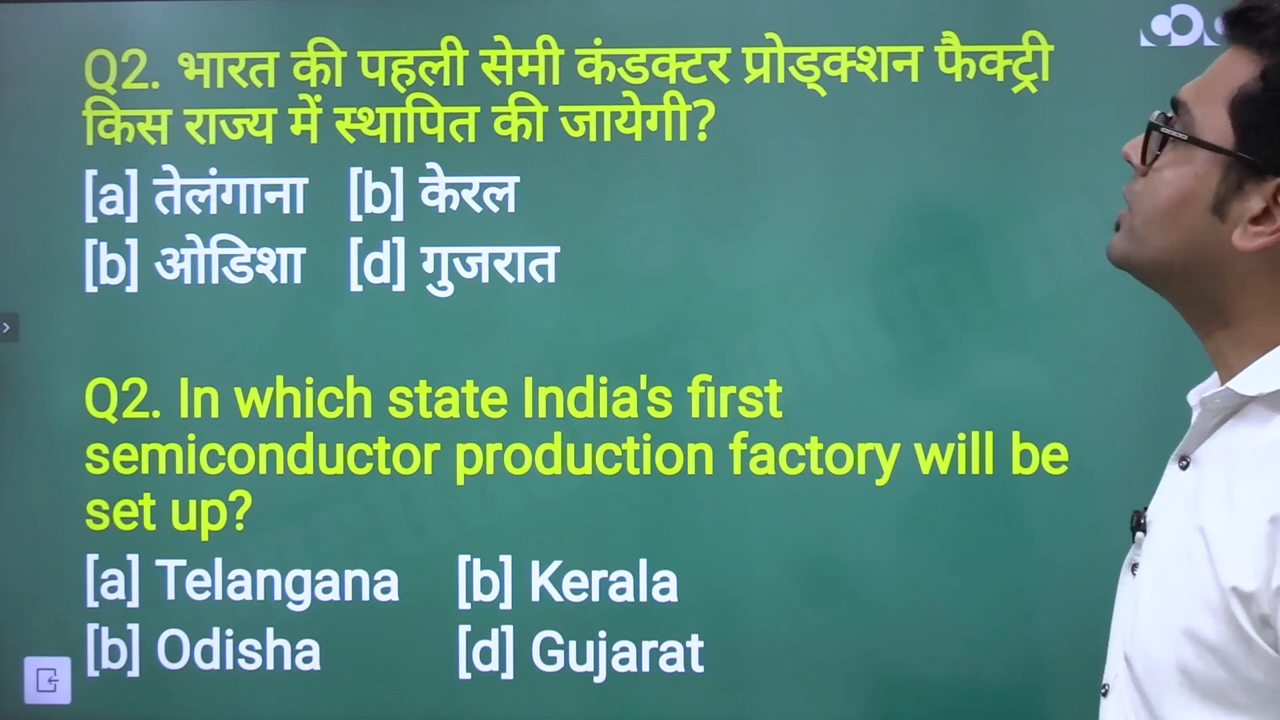 Q2. भारत की पहली सेमी कंडक्टर प्रोड्क्शन फैक्ट्री
किस राज्य में स्थापित की जायेगी?
[a] तेलंगाना [b] केरल
[b] ओडिशा [d] गुजरात
Q2. In which state India's first
semiconductor production factory will be
set up?
[a] Telangana [b] Kerala
[b] Odisha [d] Gujarat